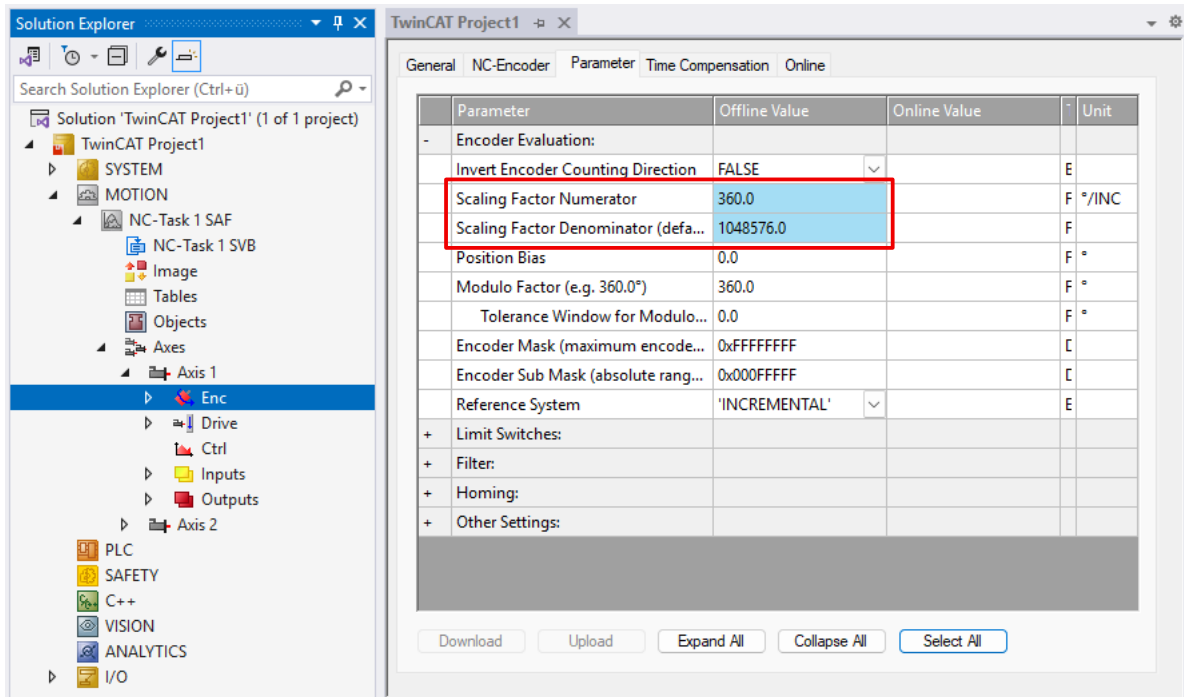 Solution Explorer
Search Solution Explorer (Ctrl+ü)
Solution 'TwinCAT Project1' (1 of 1 project)
TwinCAT Project1
SYSTEM
MOTION
NC-Task 1 SAF
NC-Task 1 SVB
Image
Tables
Objects
Axes
Axis 1
Enc
Drive
Ctrl
Inputs
Outputs
Axis 2
PLC
SAFETY
C++
VISION
ANALYTICS
I/O
TwinCAT Project1
General NC-Encoder Parameter Time Compensation Online
Parameter Offline Value Online Value Unit
- Encoder Evaluation:
Invert Encoder Counting Direction FALSE E
Scaling Factor Numerator 360.0 F °/INC
Scaling Factor Denominator (defa... 1048576.0 F
Position Bias 0.0 F °
Modulo Factor (e.g. 360.0°) 360.0 F °
Tolerance Window for Modulo... 0.0 F °
Encoder Mask (maximum encode... 0xFFFFFFFF
Encoder Sub Mask (absolute rang... 0x000FFFFF
Reference System 'INCREMENTAL' E
+ Limit Switches:
+ Filter:
+ Homing:
+ Other Settings:
Download Upload Expand All Collapse All Select All